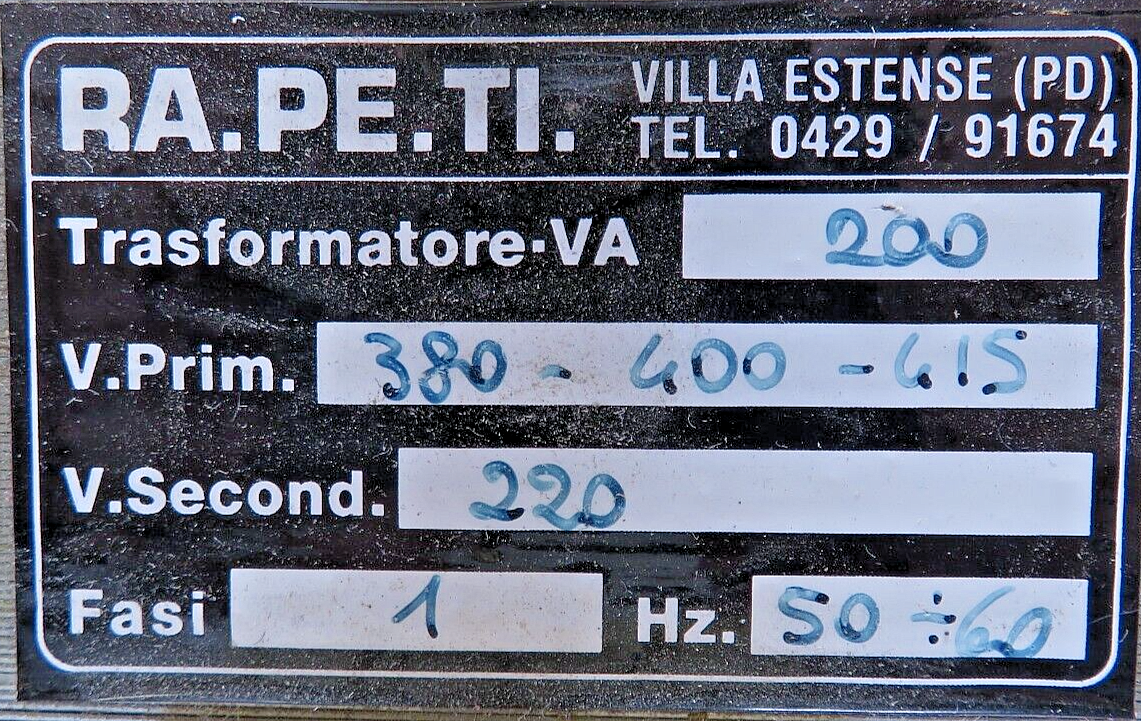 RA.PE.TI. VILLA ESTENSE (PD)
TEL. 0429 / 91674
Trasformatore·VA 200
V.Prim. 380 - 400 - 415
V.Second. 220
Fasi 1 Hz. 50 ÷ 60